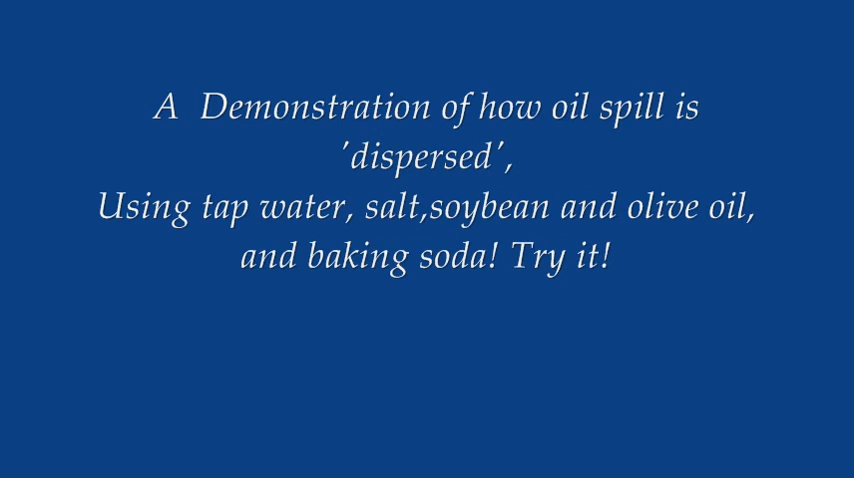 A  Demonstration of how oil spill is
'dispersed',
Using tap water, salt,soybean and olive oil,
and baking soda! Try it!